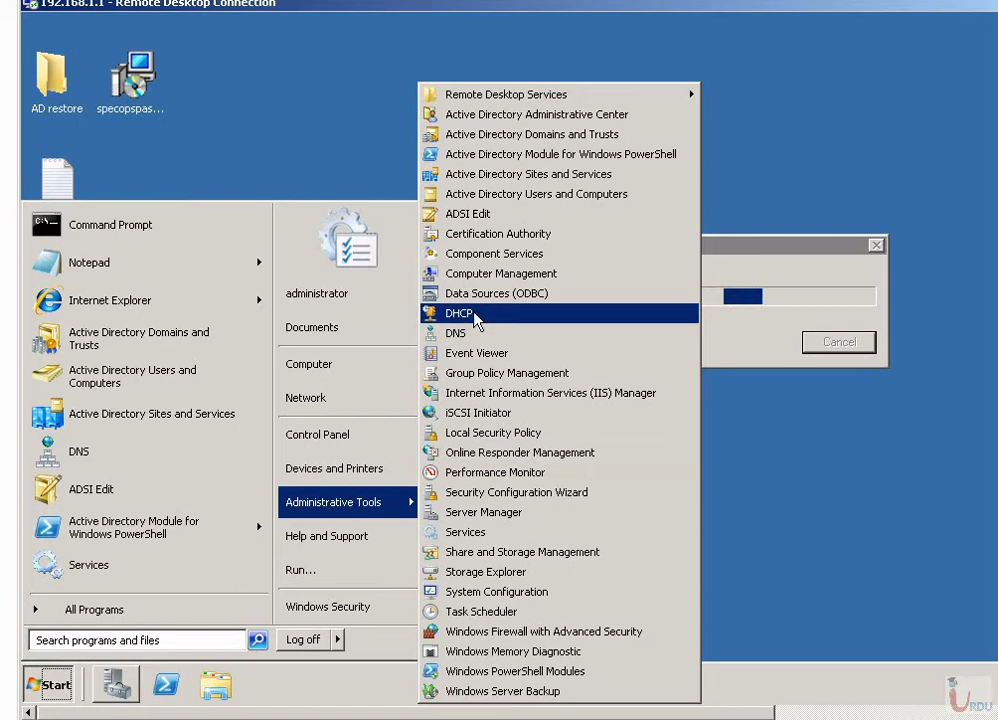 192.168.1.1 - Remote Desktop Connection
AD restore
specopspas...
Command Prompt
Notepad
Internet Explorer
Active Directory Domains and
Trusts
Active Directory Users and
Computers
Active Directory Sites and Services
DNS
ADSI Edit
Active Directory Module for
Windows PowerShell
Services
All Programs
Search programs and files
administrator
Documents
Computer
Network
Control Panel
Devices and Printers
Administrative Tools
Help and Support
Run...
Windows Security
Log off
Remote Desktop Services
Active Directory Administrative Center
Active Directory Domains and Trusts
Active Directory Module for Windows PowerShell
Active Directory Sites and Services
Active Directory Users and Computers
ADSI Edit
Certification Authority
Component Services
Computer Management
Data Sources (ODBC)
DHCP
DNS
Event Viewer
Group Policy Management
Internet Information Services (IIS) Manager
iSCSI Initiator
Local Security Policy
Online Responder Management
Performance Monitor
Security Configuration Wizard
Server Manager
Services
Share and Storage Management
Storage Explorer
System Configuration
Task Scheduler
Windows Firewall with Advanced Security
Windows Memory Diagnostic
Windows PowerShell Modules
Windows Server Backup
Cancel
Start
URDU